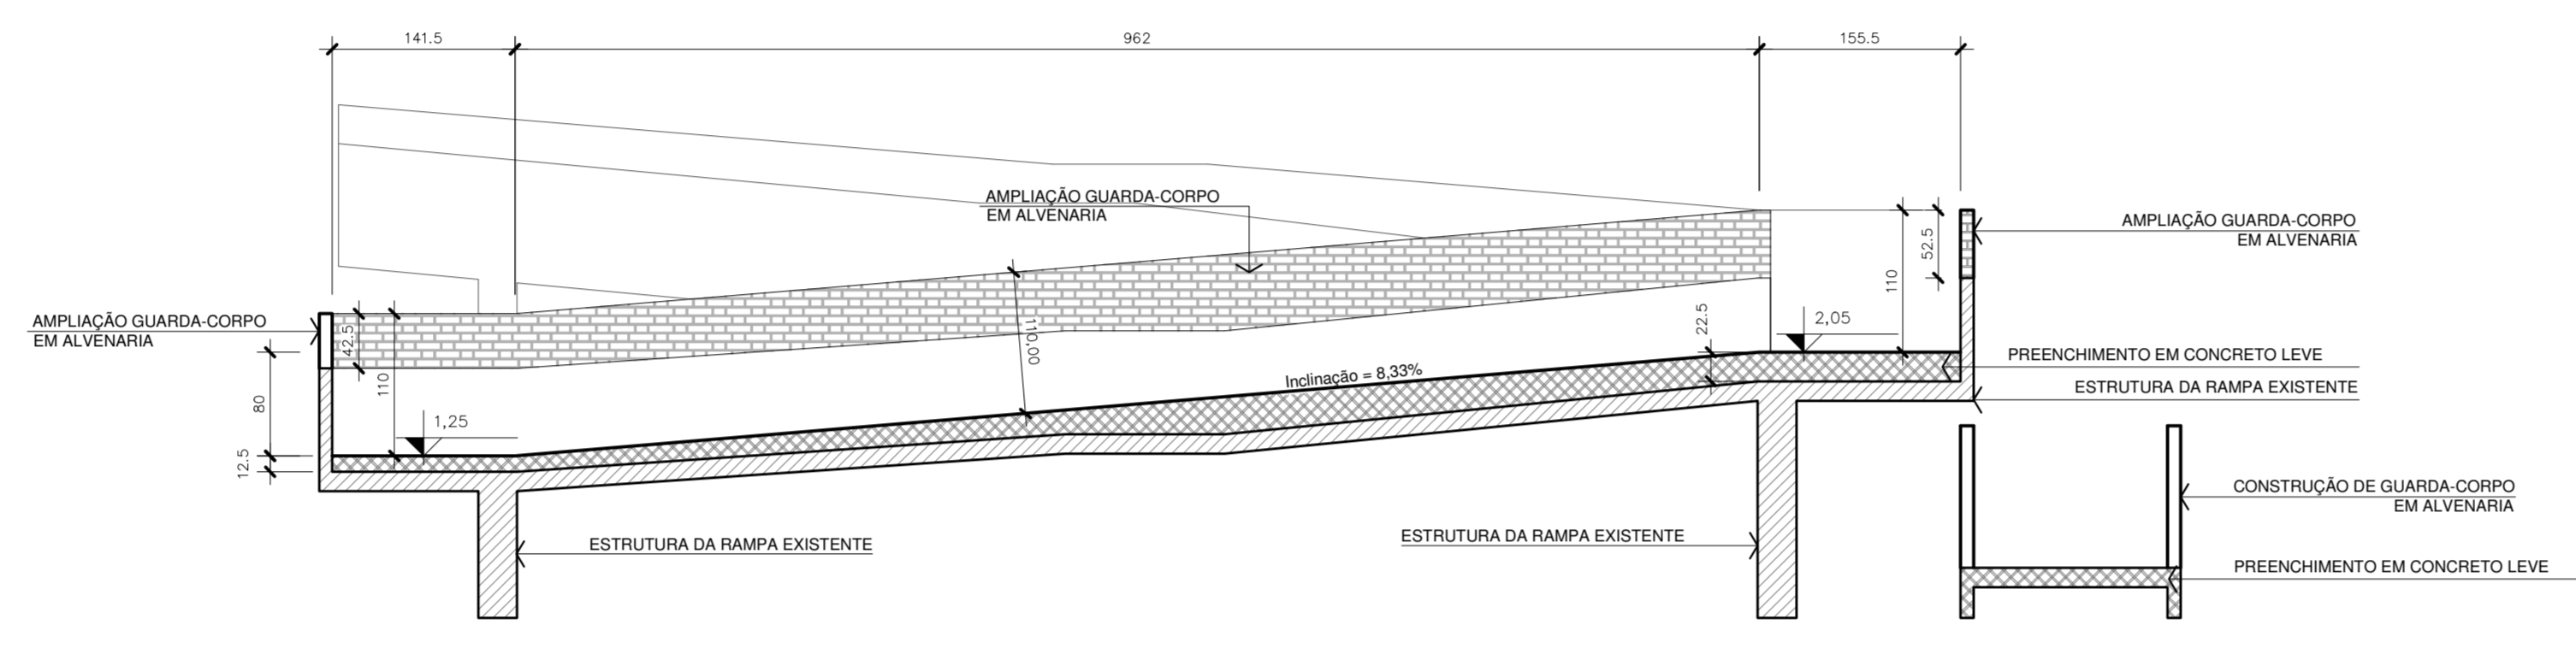 141.5
962
155.5
AMPLIAÇÃO GUARDA-CORPO
EM ALVENARIA
AMPLIAÇÃO GUARDA-CORPO
EM ALVENARIA
52.5
110
22.5
2,05
AMPLIAÇÃO GUARDA-CORPO
EM ALVENARIA
42.5
110
80
12.5
1,25
110,00
Inclinação = 8,33%
PREENCHIMENTO EM CONCRETO LEVE
ESTRUTURA DA RAMPA EXISTENTE
ESTRUTURA DA RAMPA EXISTENTE
ESTRUTURA DA RAMPA EXISTENTE
CONSTRUÇÃO DE GUARDA-CORPO
EM ALVENARIA
PREENCHIMENTO EM CONCRETO LEVE